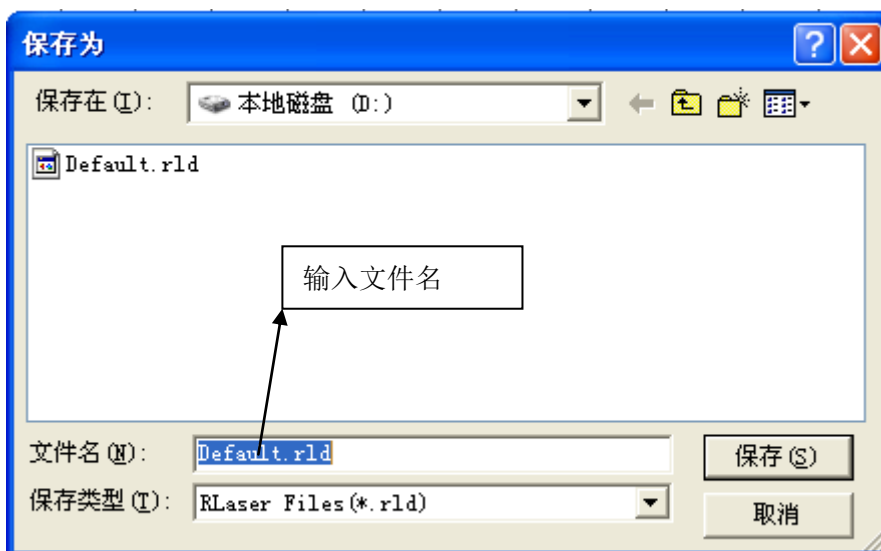 保存为
保存在(I): 本地磁盘 (D:)
Default.rld
输入文件名
文件名(N): Default.rld 保存(S)
保存类型(T): RLaser Files(*.rld) 取消